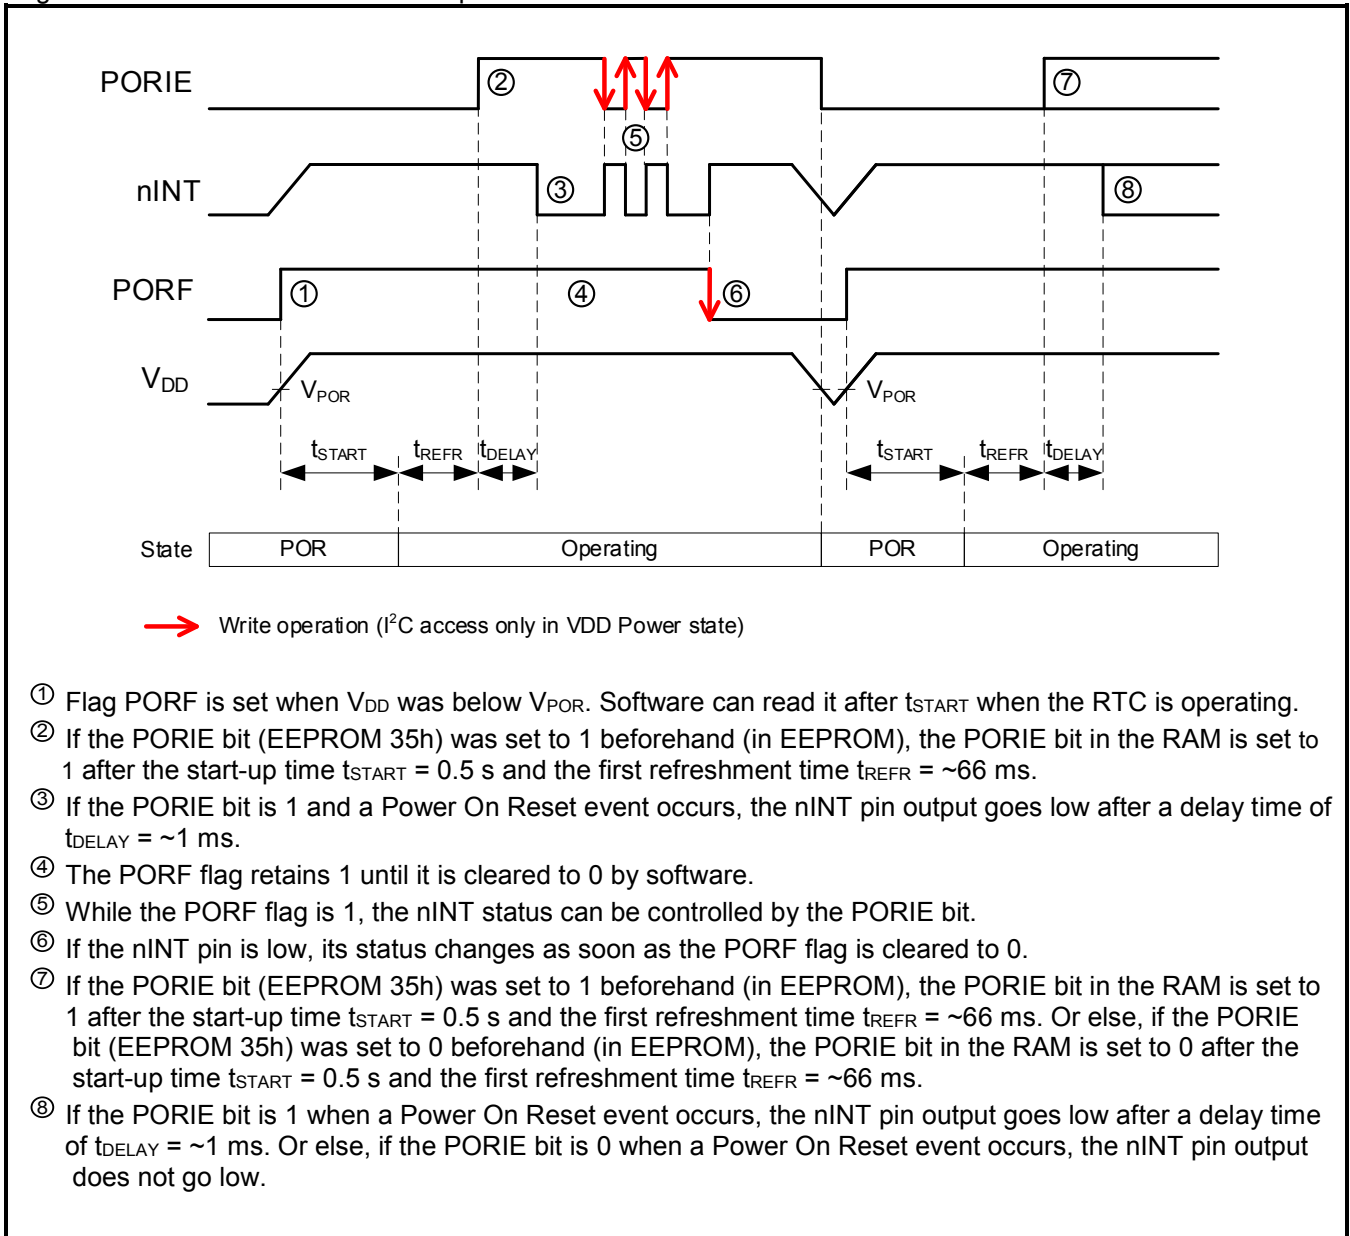 PORIE
② ⑦
⑤
nINT
③ ⑧
PORF
① ④ ⑥
VDD
VPOR VPOR
tSTART tREFR tDELAY tSTART tREFR tDELAY
State POR Operating POR Operating
Write operation (I²C access only in VDD Power state)
① Flag PORF is set when VDD was below VPOR. Software can read it after tSTART when the RTC is operating.
② If the PORIE bit (EEPROM 35h) was set to 1 beforehand (in EEPROM), the PORIE bit in the RAM is set to
1 after the start-up time tSTART = 0.5 s and the first refreshment time tREFR = ~66 ms.
③ If the PORIE bit is 1 and a Power On Reset event occurs, the nINT pin output goes low after a delay time of
tDELAY = ~1 ms.
④ The PORF flag retains 1 until it is cleared to 0 by software.
⑤ While the PORF flag is 1, the nINT status can be controlled by the PORIE bit.
⑥ If the nINT pin is low, its status changes as soon as the PORF flag is cleared to 0.
⑦ If the PORIE bit (EEPROM 35h) was set to 1 beforehand (in EEPROM), the PORIE bit in the RAM is set to
1 after the start-up time tSTART = 0.5 s and the first refreshment time tREFR = ~66 ms. Or else, if the PORIE
bit (EEPROM 35h) was set to 0 beforehand (in EEPROM), the PORIE bit in the RAM is set to 0 after the
start-up time tSTART = 0.5 s and the first refreshment time tREFR = ~66 ms.
⑧ If the PORIE bit is 1 when a Power On Reset event occurs, the nINT pin output goes low after a delay time
of tDELAY = ~1 ms. Or else, if the PORIE bit is 0 when a Power On Reset event occurs, the nINT pin output
does not go low.